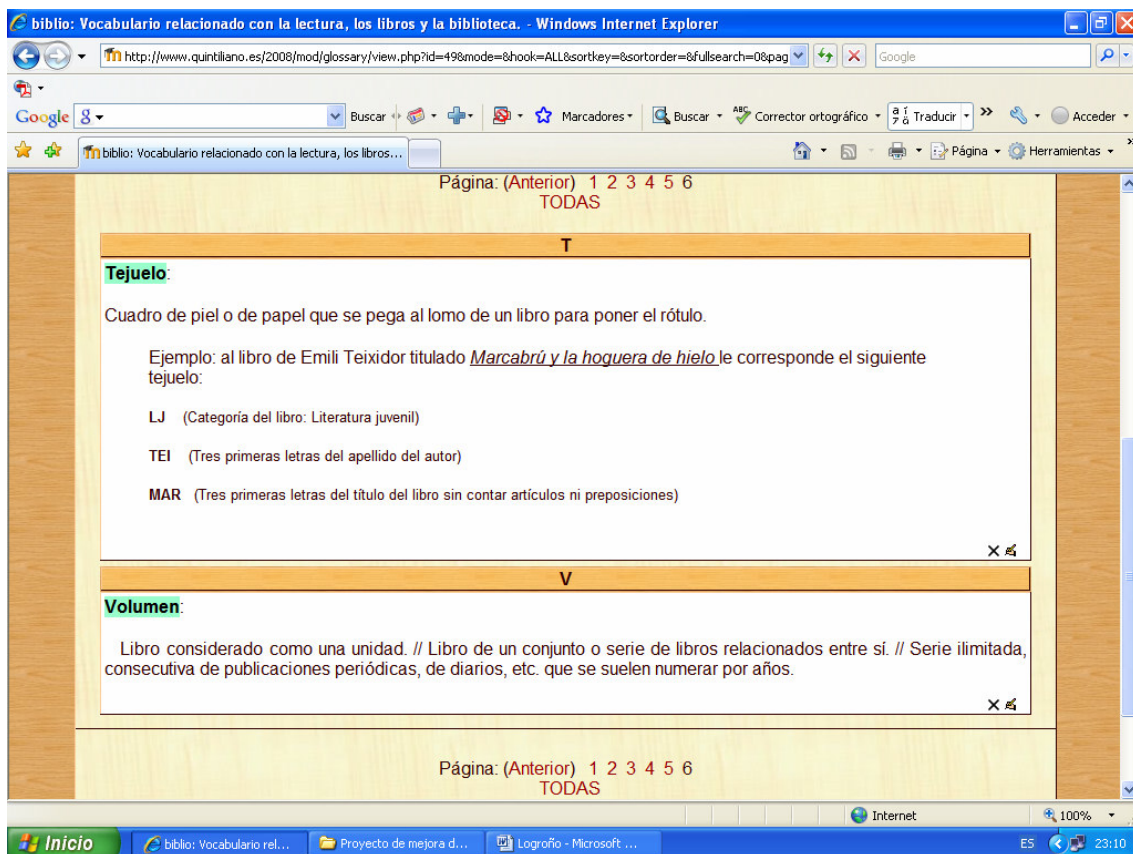 biblio: Vocabulario relacionado con la lectura, los libros y la biblioteca. - Windows Internet Explorer
http://www.quintiliano.es/2008/mod/glossary/view.php?id=49&mode=&hook=ALL&sortkey=&sortorder=&fullsearch=0&pag
Google
Google Buscar Marcadores Buscar ABC Corrector ortográfico Traducir » Acceder
biblio: Vocabulario relacionado con la lectura, los libros... Página Herramientas »
Página: (Anterior) 1 2 3 4 5 6
TODAS
T
Tejuelo:
Cuadro de piel o de papel que se pega al lomo de un libro para poner el rótulo.
Ejemplo: al libro de Emili Teixidor titulado Marcabrú y la hoguera de hielo le corresponde el siguiente
tejuelo:
LJ (Categoría del libro: Literatura juvenil)
TEI (Tres primeras letras del apellido del autor)
MAR (Tres primeras letras del título del libro sin contar artículos ni preposiciones)
V
Volumen:
Libro considerado como una unidad. // Libro de un conjunto o serie de libros relacionados entre sí. // Serie ilimitada,
consecutiva de publicaciones periódicas, de diarios, etc. que se suelen numerar por años.
Página: (Anterior) 1 2 3 4 5 6
TODAS
Internet 100%
Inicio biblio: Vocabulario rel... Proyecto de mejora d... Logroño - Microsoft ... ES 23:10